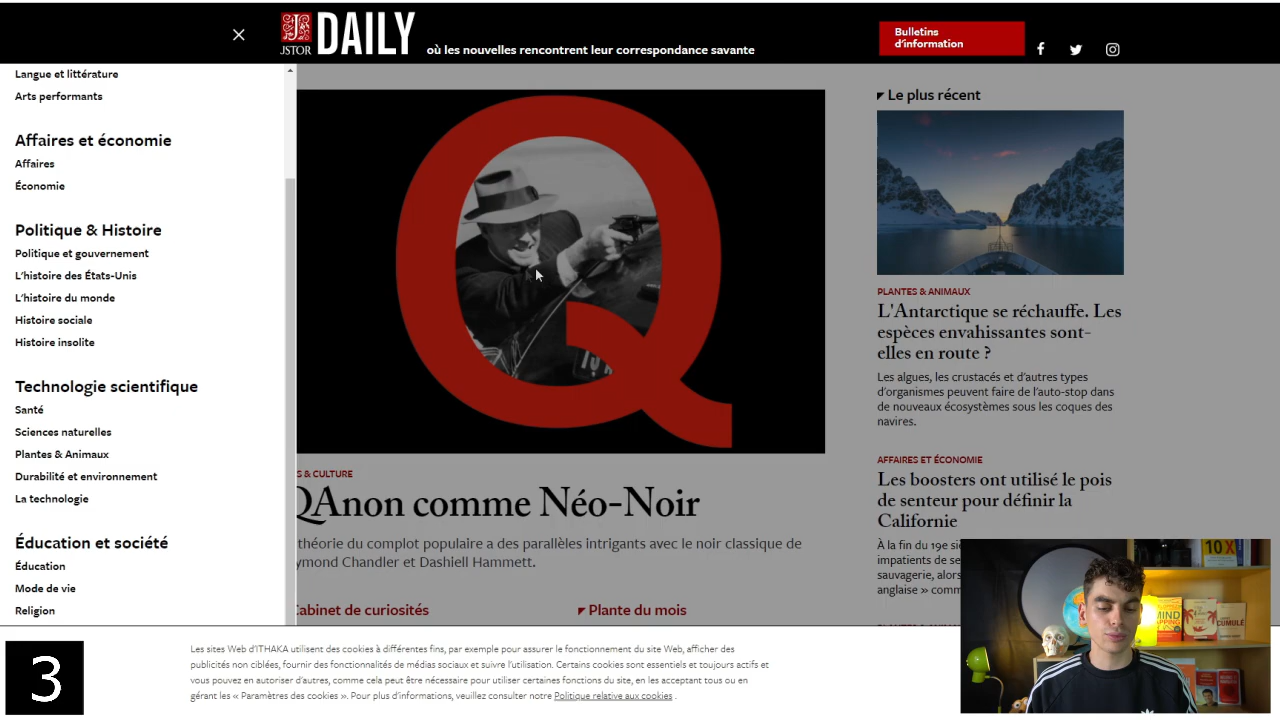 JSTOR
DAILY
où les nouvelles rencontrent leur correspondance savante
Bulletins
d'information
Langue et littérature
Arts performants
Affaires et économie
Affaires
Économie
Politique & Histoire
Politique et gouvernement
L'histoire des États-Unis
L'histoire du monde
Histoire sociale
Histoire insolite
Technologie scientifique
Santé
Sciences naturelles
Plantes & Animaux
Durabilité et environnement
La technologie
Éducation et société
Éducation
Mode de vie
Religion
Q
S & CULTURE
QAnon comme Néo-Noir
théorie du complot populaire a des parallèles intrigants avec le noir classique de
ymond Chandler et Dashiell Hammett.
abinet de curiosités
Plante du mois
Le plus récent
PLANTES & ANIMAUX
L'Antarctique se réchauffe. Les
espèces envahissantes sont-
elles en route ?
Les algues, les crustacés et d'autres types
d'organismes peuvent faire de l'auto-stop dans
de nouveaux écosystèmes sous les coques des
navires.
AFFAIRES ET ÉCONOMIE
Les boosters ont utilisé le pois
de senteur pour définir la
Californie
À la fin du 19e si
impatients de se
sauvagerie, alors
anglaise » comm
10X
MIND
MAPPING
CUMULÉ
3
Les sites Web d'ITHAKA utilisent des cookies à différentes fins, par exemple pour assurer le fonctionnement du site Web, afficher des
publicités non ciblées, fournir des fonctionnalités de médias sociaux et suivre l'utilisation. Certains cookies sont essentiels et toujours actifs et
vous pouvez en autoriser d'autres, comme cela peut être nécessaire pour utiliser certaines fonctions du site, en les acceptant tous ou en
gérant les « Paramètres des cookies ». Pour plus d'informations, veuillez consulter notre Politique relative aux cookies .